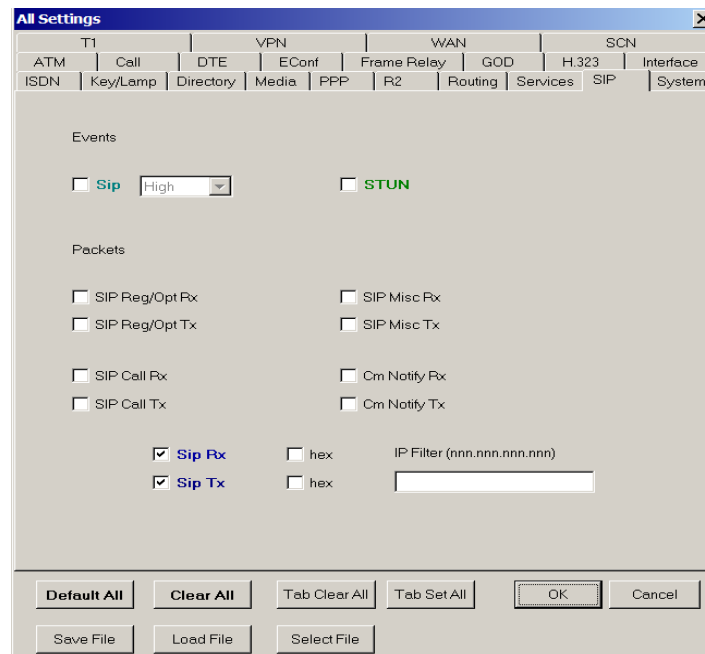 All Settings
T1 VPN WAN SCN
ATM Call DTE EConf Frame Relay GOD H.323 Interface
ISDN Key/Lamp Directory Media PPP R2 Routing Services SIP System
Events
Sip High STUN
Packets
SIP Reg/Opt Rx SIP Misc Rx
SIP Reg/Opt Tx SIP Misc Tx
SIP Call Rx Cm Notify Rx
SIP Call Tx Cm Notify Tx
Sip Rx hex IP Filter (nnn.nnn.nnn.nnn)
Sip Tx hex
Default All Clear All Tab Clear All Tab Set All OK Cancel
Save File Load File Select File